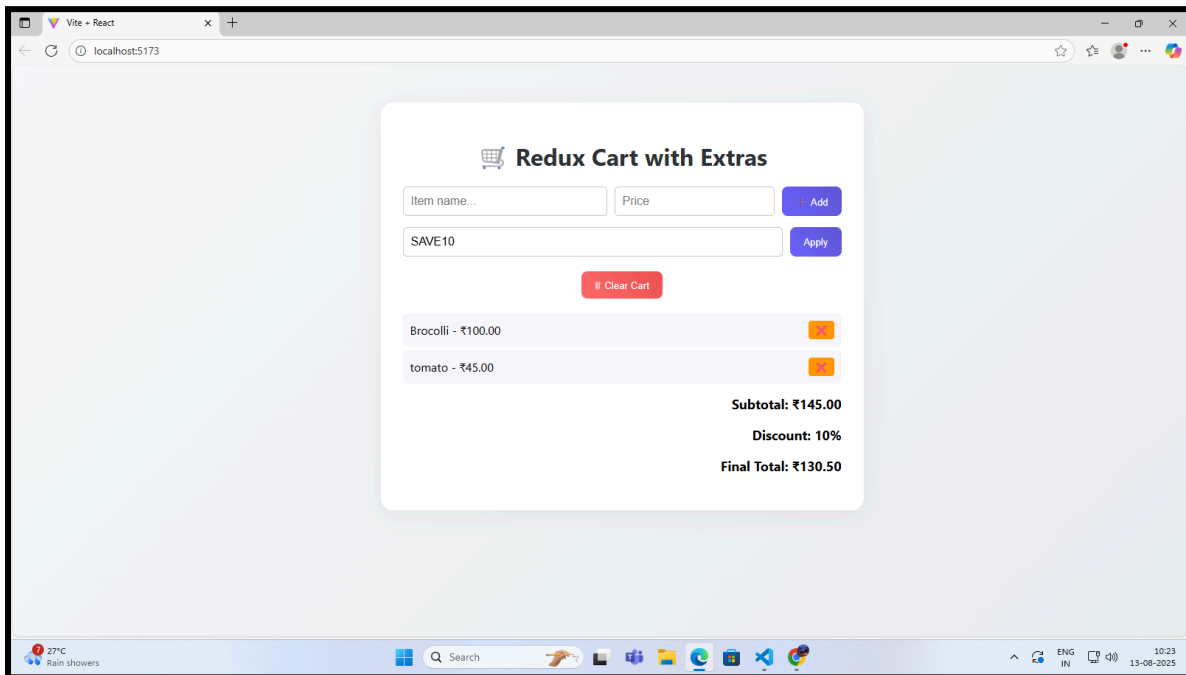 Vite + React
localhost:5173
Redux Cart with Extras
Item name... Price Add
SAVE10 Apply
Clear Cart
Brocolli - ₹100.00
tomato - ₹45.00
Subtotal: ₹145.00
Discount: 10%
Final Total: ₹130.50
7
27°C
Rain showers
Search
ENG
IN
10:23
13-08-2025